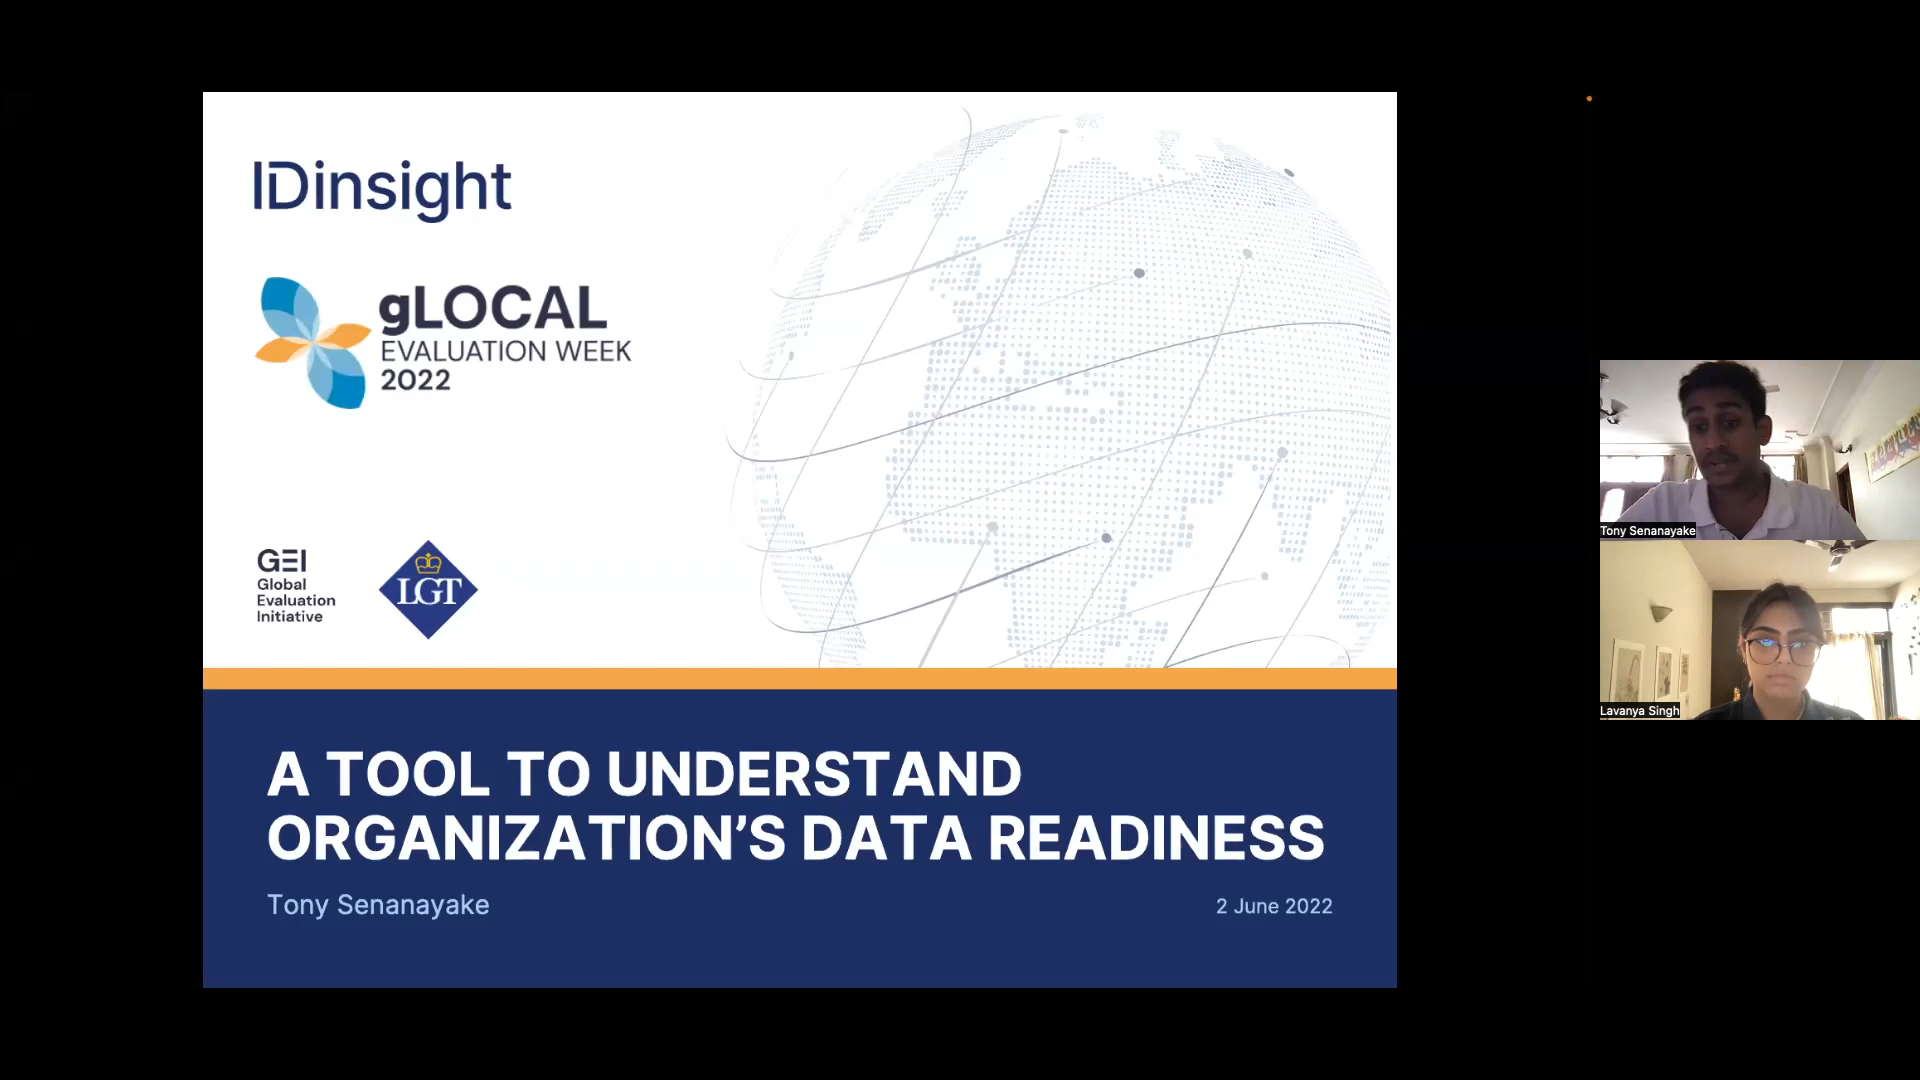 IDinsight
gLOCAL
EVALUATION WEEK
2022
GEI
Global
Evaluation
Initiative
LGT
A TOOL TO UNDERSTAND
ORGANIZATION’S DATA READINESS
Tony Senanayake
2 June 2022
Tony Senanayake
Lavanya Singh